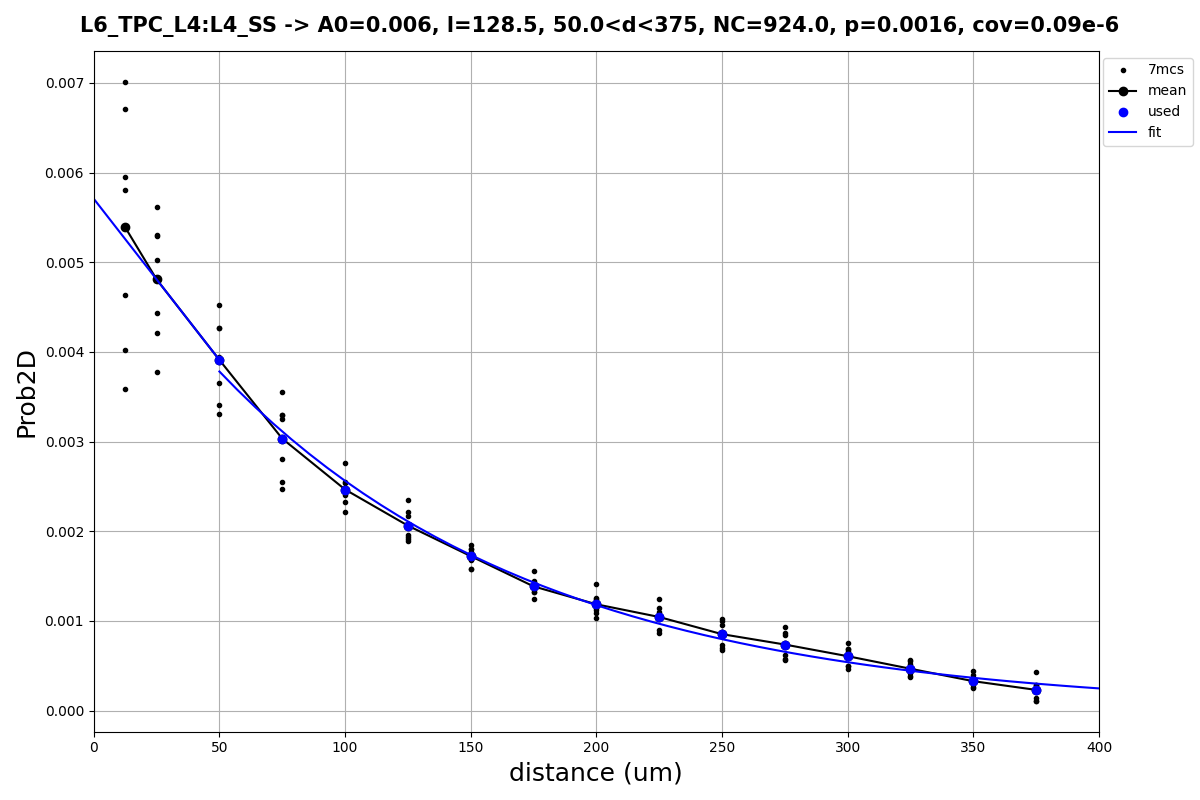 L6_TPC_L4:L4_SS -> A0=0.006, l=128.5, 50.0<d<375, NC=924.0, p=0.0016, cov=0.09e-6
7mcs
mean
used
fit
0.007
0.006
0.005
0.004
0.003
0.002
0.001
0.000
Prob2D
0 50 100 150 200 250 300 350 400
distance (um)